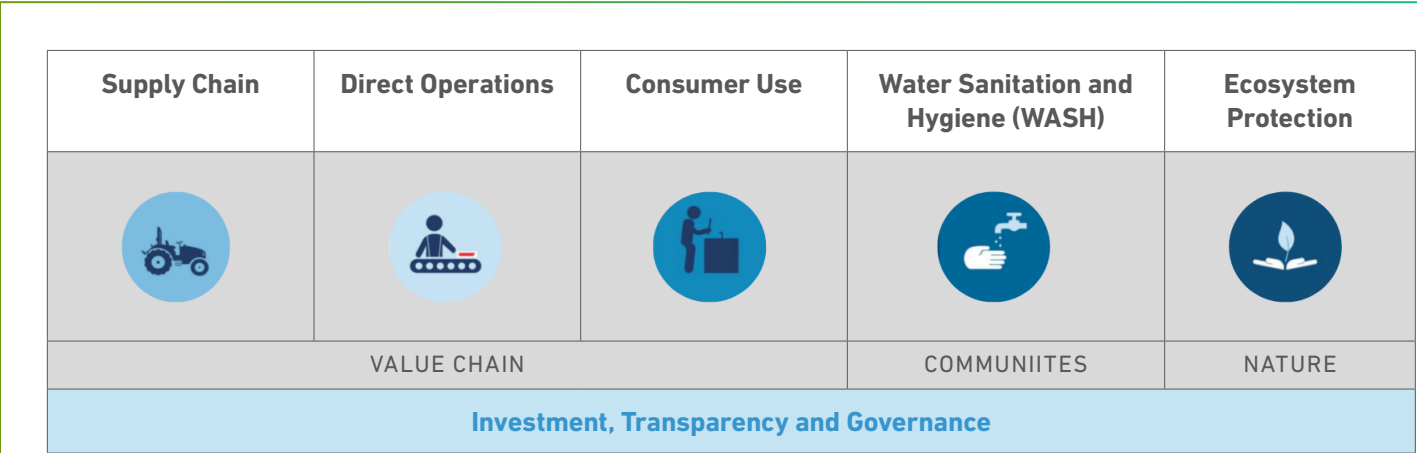 Supply Chain
Direct Operations
Consumer Use
Water Sanitation and
Hygiene (WASH)
Ecosystem
Protection
VALUE CHAIN
COMMUNIITES
NATURE
Investment, Transparency and Governance